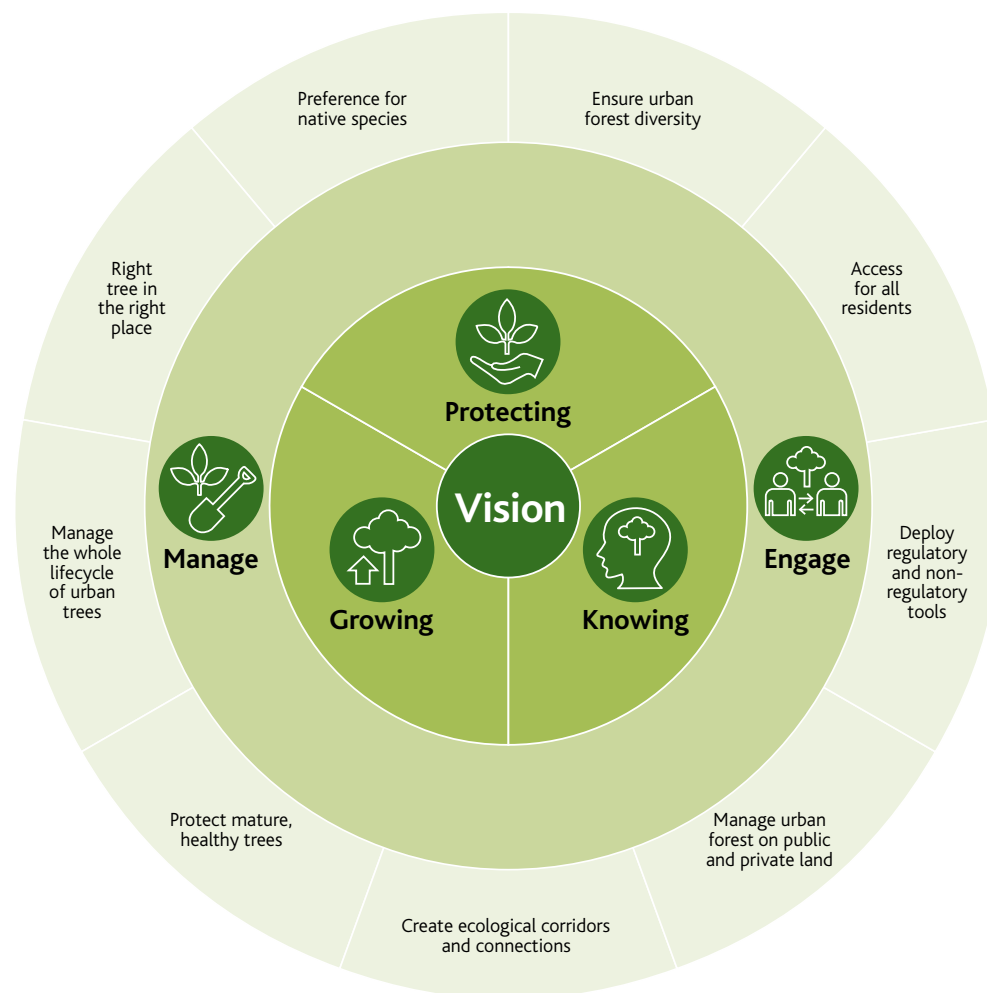 Preference for
native species
Ensure urban
forest diversity
Right
tree in
the right
place
Access
for all
residents
Protecting
Vision
Manage
Engage
Growing
Knowing
Manage
the whole
lifecycle
of urban
trees
Deploy
regulatory
and non-
regulatory
tools
Protect mature,
healthy trees
Manage urban
forest on public
and private land
Create ecological corridors
and connections